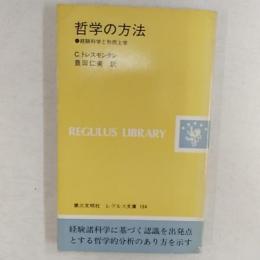 哲学の方法
●経験科学と形而上学
C.トレスモンタン
豊田仁美 訳
REGULUS LIBRARY
第三文明社 レグルス文庫 134
経験諸科学に基づく認識を出発点
とする哲学的分析のあり方を示す